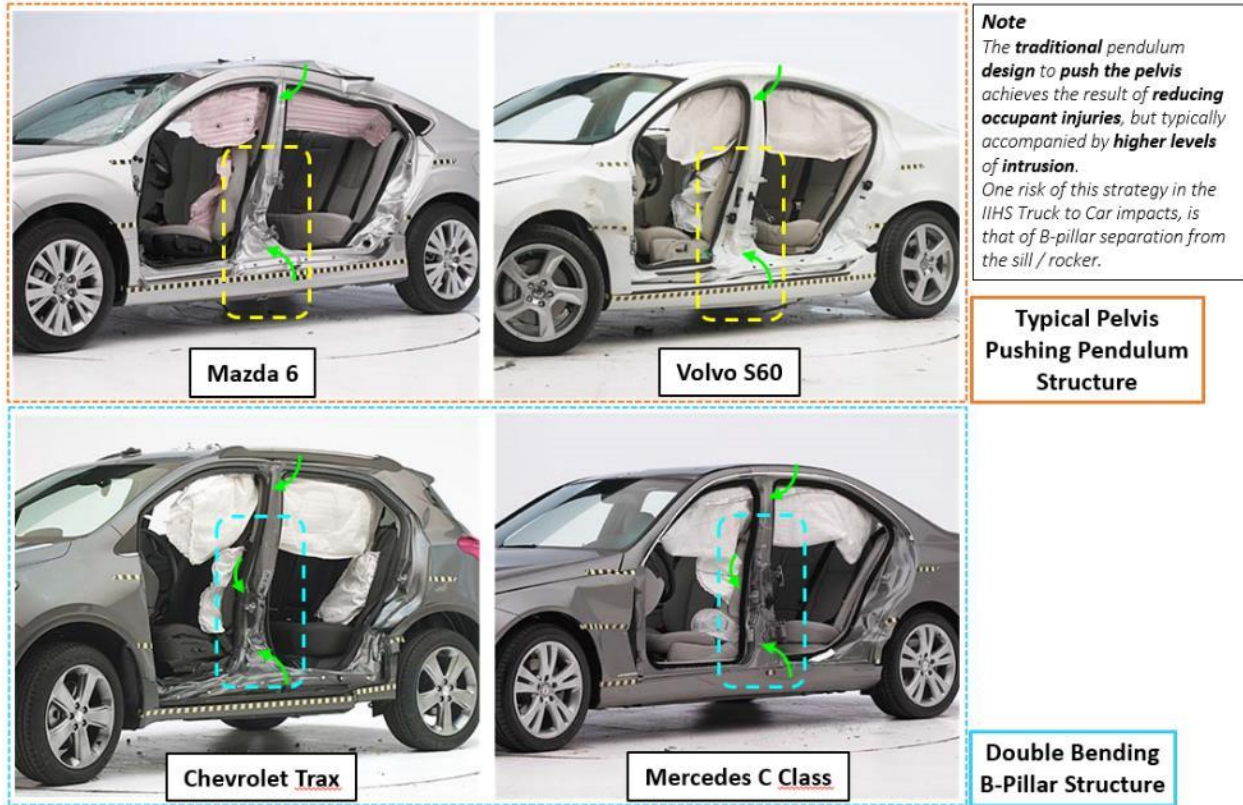 Note
The traditional pendulum
design to push the pelvis
achieves the result of reducing
occupant injuries, but typically
accompanied by higher levels
of intrusion.
One risk of this strategy in the
IIHS Truck to Car impacts, is
that of B-pillar separation from
the sill / rocker.
Typical Pelvis
Pushing Pendulum
Structure
Mazda 6
Volvo S60
Chevrolet Trax
Mercedes C Class
Double Bending
B-Pillar Structure